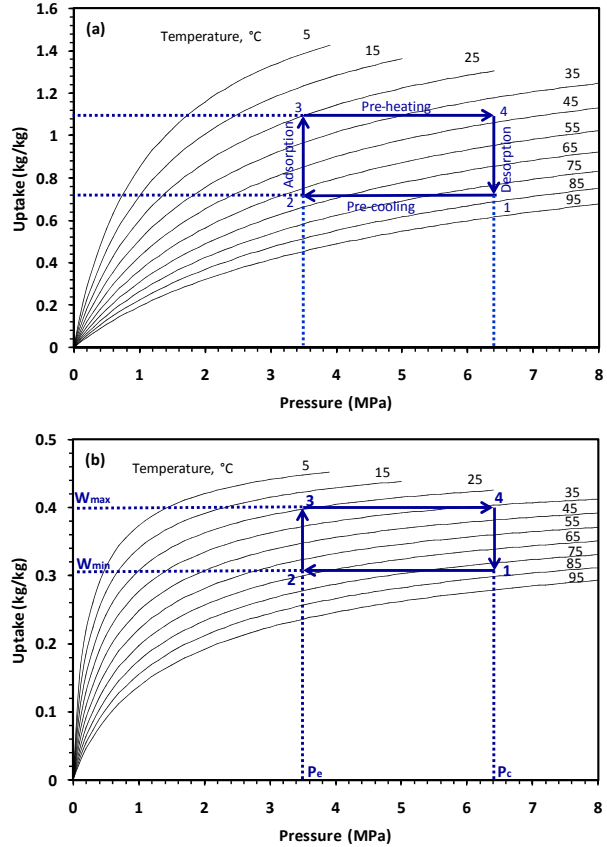 (a)
Temperature, °C
5
15
25
35
45
55
65
75
85
95
3
Pre-heating
4
Adsorption
Desorption
2
Pre-cooling
1
1.6
1.4
1.2
1
0.8
0.6
0.4
0.2
0
Uptake (kg/kg)
0 1 2 3 4 5 6 7 8
Pressure (MPa)
(b)
Temperature, °C
5
15
25
35
45
55
65
75
85
95
Wmax
3
4
Wmin
2
1
Pe
Pc
0.5
0.4
0.3
0.2
0.1
0
Uptake (kg/kg)
0 1 2 3 4 5 6 7 8
Pressure (MPa)